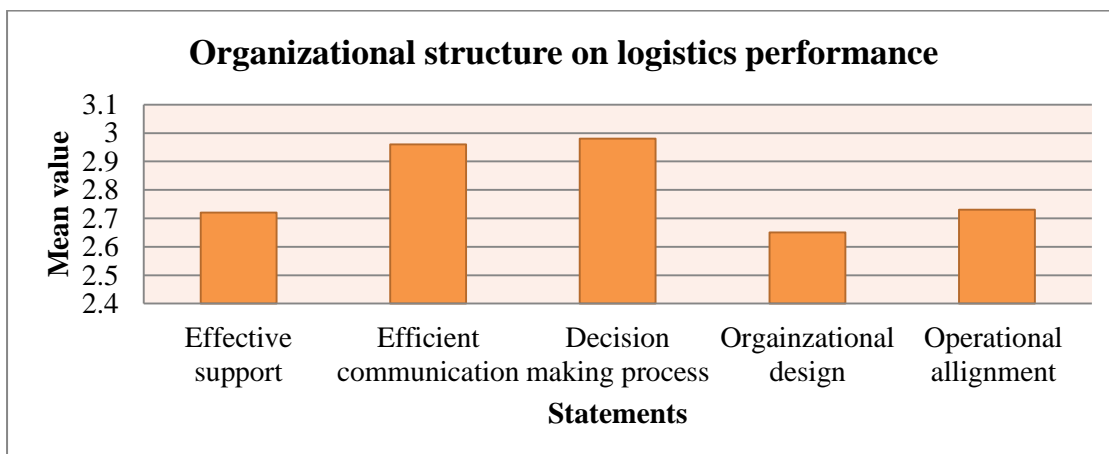 Organizational structure on logistics performance
Mean value
3.1
3
2.9
2.8
2.7
2.6
2.5
2.4
Effective
support
Efficient
communication
Decision
making process
Orgainzational
design
Operational
allignment
Statements